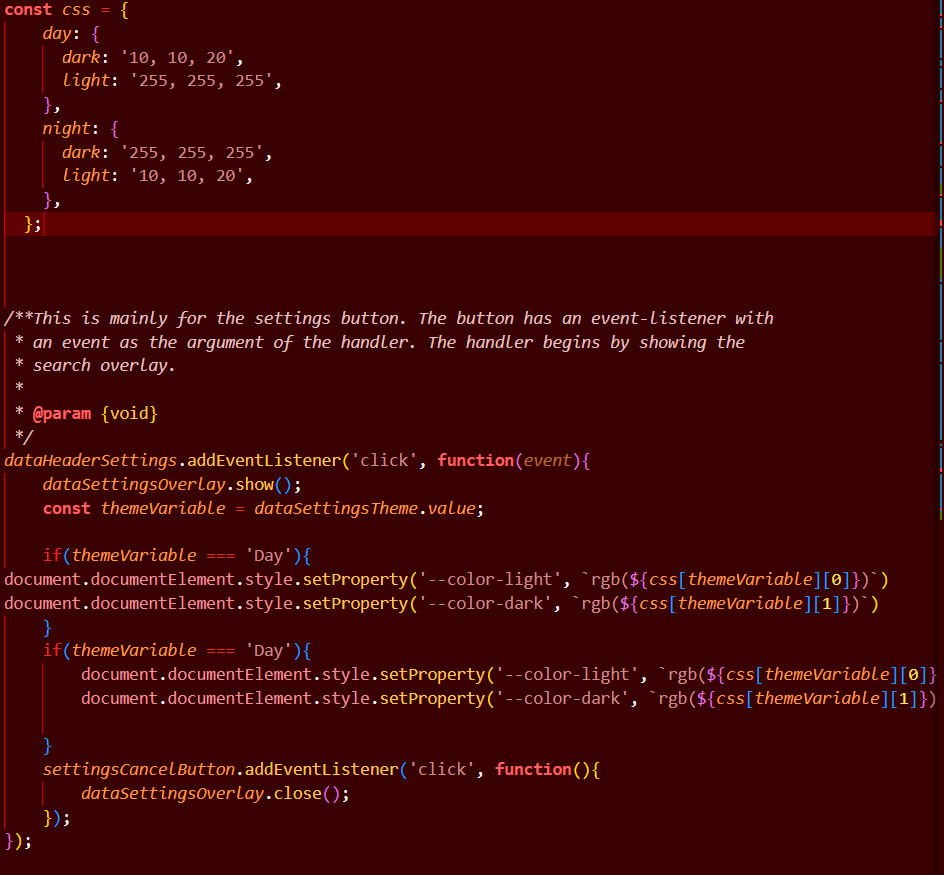 const css = {
    day: {
      dark: '10, 10, 20',
      light: '255, 255, 255',
    },
    night: {
      dark: '255, 255, 255',
      light: '10, 10, 20',
    },
  };
/**This is mainly for the settings button. The button has an event-listener with
 * an event as the argument of the handler. The handler begins by showing the
 * search overlay.
 *
 * @param {void}
 */
dataHeaderSettings.addEventListener('click', function(event){
    dataSettingsOverlay.show();
    const themeVariable = dataSettingsTheme.value;
    if(themeVariable === 'Day'){
document.documentElement.style.setProperty('--color-light', `rgb(${css[themeVariable][0]})`)
document.documentElement.style.setProperty('--color-dark', `rgb(${css[themeVariable][1]})`)
    }
    if(themeVariable === 'Day'){
        document.documentElement.style.setProperty('--color-light', `rgb(${css[themeVariable][0]}
        document.documentElement.style.setProperty('--color-dark', `rgb(${css[themeVariable][1]})
    }
    settingsCancelButton.addEventListener('click', function(){
        dataSettingsOverlay.close();
    });
});